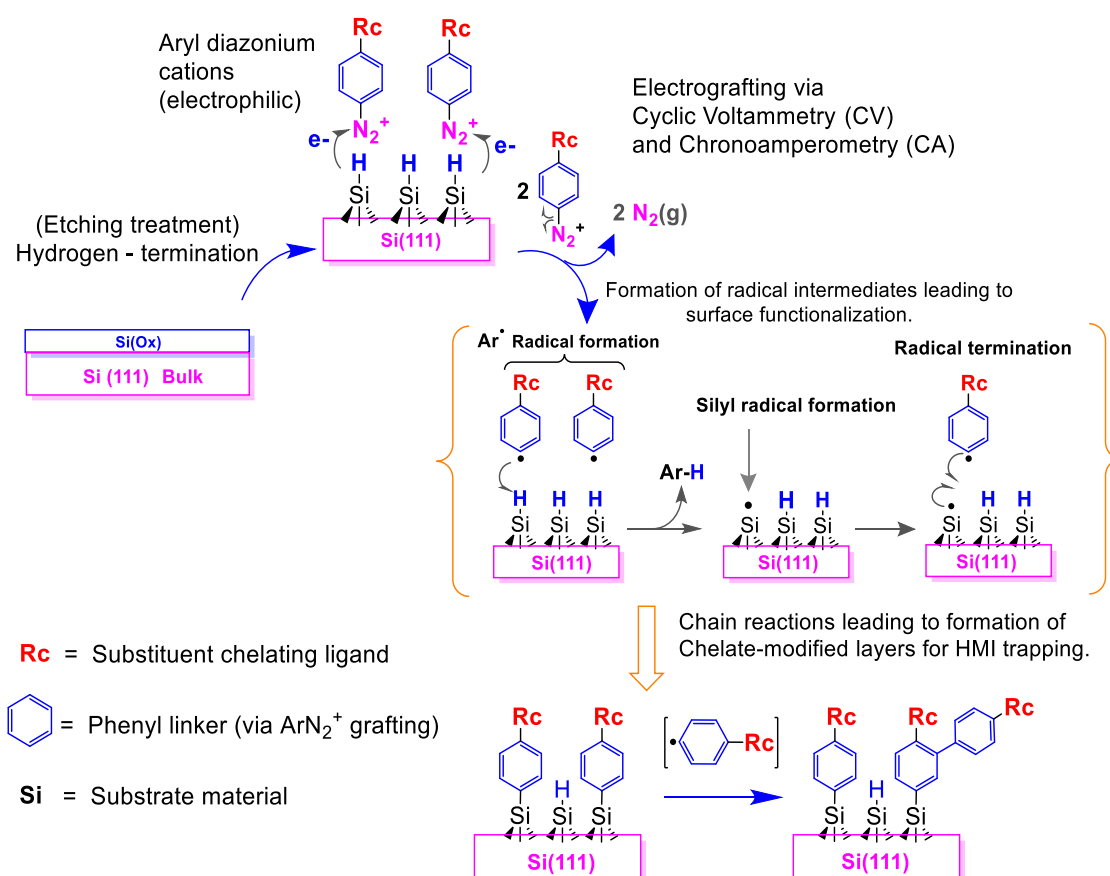 Rc Rc
Aryl diazonium
cations
(electrophilic)
N₂⁺ N₂⁺
e- e-
H H H
Si Si Si
Si(111)
Electrografting via
Cyclic Voltammetry (CV)
and Chronoamperometry (CA)
Rc
2
N₂⁺
2 N₂(g)
(Etching treatment)
Hydrogen - termination
Si(Ox)
Si (111) Bulk
Formation of radical intermediates leading to
surface functionalization.
Ar• Radical formation
Rc Rc
H H H
Si Si Si
Si(111)
Ar-H
Silyl radical formation
• H H
Si Si Si
Si(111)
Radical termination
Rc
• H H
Si Si Si
Si(111)
Chain reactions leading to formation of
Chelate-modified layers for HMI trapping.
Rc = Substituent chelating ligand
= Phenyl linker (via ArN₂⁺ grafting)
Si = Substrate material
Rc Rc
H
Si Si Si
Si(111)
[•Rc]
Rc Rc Rc
H
Si Si Si
Si(111)